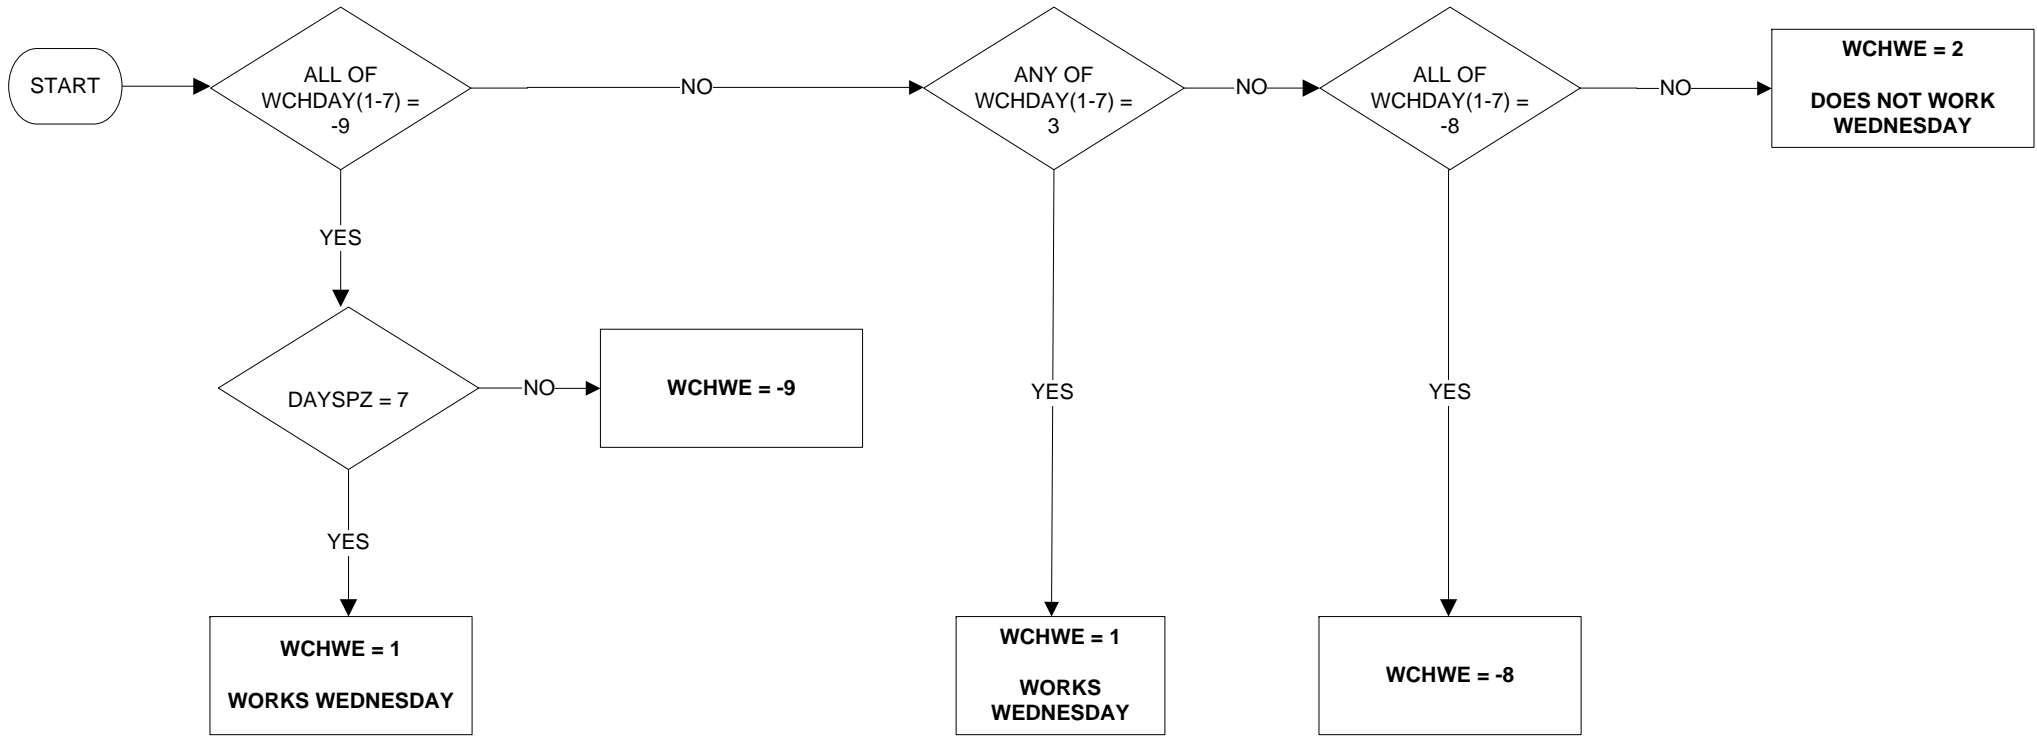 START
ALL OF
WCHDAY(1-7) =
-9
NO
ANY OF
WCHDAY(1-7) =
3
NO
ALL OF
WCHDAY(1-7) =
-8
NO
WCHWE = 2
DOES NOT WORK
WEDNESDAY
YES
DAYSPZ = 7
NO
WCHWE = -9
YES
YES
YES
WCHWE = 1
WORKS WEDNESDAY
WCHWE = 1
WORKS
WEDNESDAY
WCHWE = -8